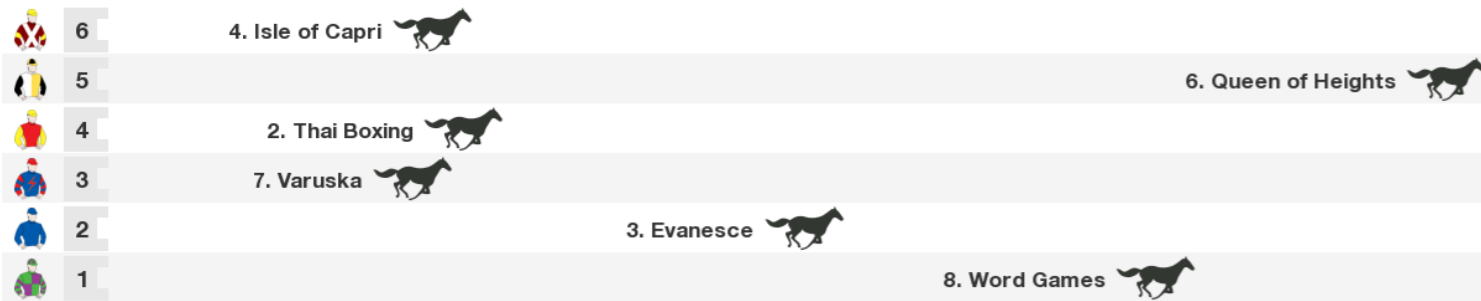 6 4. Isle of Capri
5 6. Queen of Heights
4 2. Thai Boxing
3 7. Varuska
2 3. Evanesce
1 8. Word Games